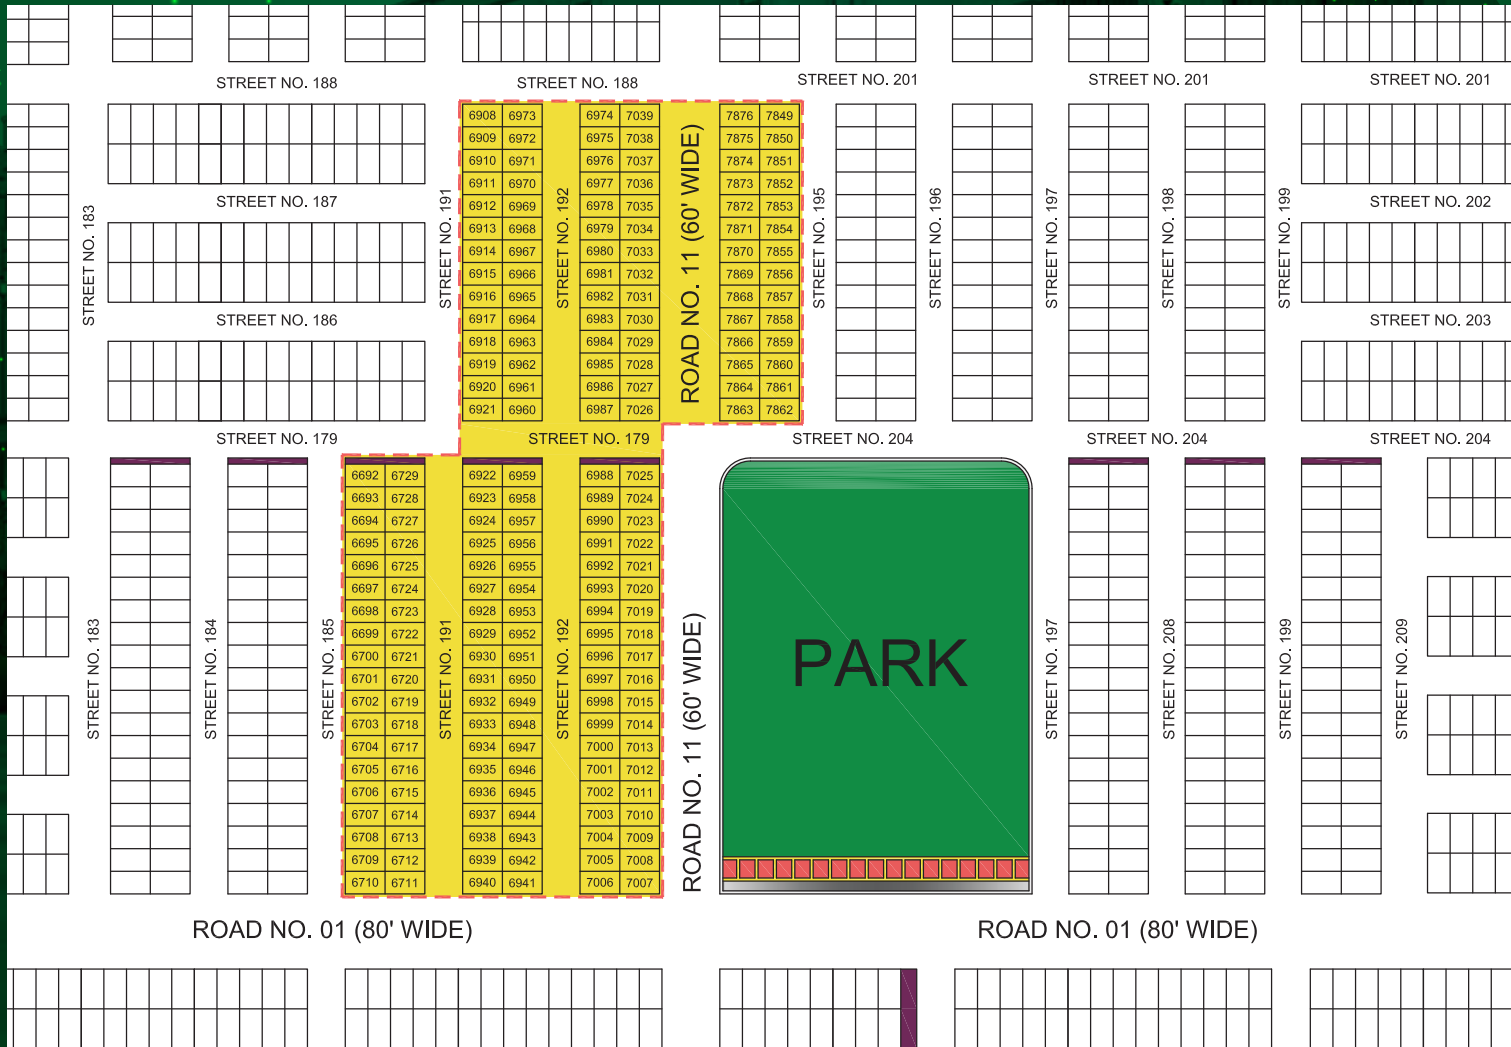 STREET NO. 188
STREET NO. 188
STREET NO. 201
STREET NO. 201
STREET NO. 201
6908 6973 6974 7039 7876 7849
6909 6972 6975 7038 7875 7850
6910 6971 6976 7037 7874 7851
6911 6970 6977 7036 7873 7852
6912 6969 6978 7035 7872 7853
6913 6968 6979 7034 7871 7854
6914 6967 6980 7033 7870 7855
6915 6966 6981 7032 7869 7856
6916 6965 6982 7031 7868 7857
6917 6964 6983 7030 7867 7858
6918 6963 6984 7029 7866 7859
6919 6962 6985 7028 7865 7860
6920 6961 6986 7027 7864 7861
6921 6960 6987 7026 7863 7862
STREET NO. 187
STREET NO. 186
STREET NO. 183
STREET NO. 191
STREET NO. 192
ROAD NO. 11 (60' WIDE)
STREET NO. 195
STREET NO. 196
STREET NO. 197
STREET NO. 198
STREET NO. 199
STREET NO. 202
STREET NO. 203
STREET NO. 179
STREET NO. 179
STREET NO. 204
STREET NO. 204
STREET NO. 204
6692 6729 6922 6959 6988 7025
6693 6728 6923 6958 6989 7024
6694 6727 6924 6957 6990 7023
6695 6726 6925 6956 6991 7022
6696 6725 6926 6955 6992 7021
6697 6724 6927 6954 6993 7020
6698 6723 6928 6953 6994 7019
6699 6722 6929 6952 6995 7018
6700 6721 6930 6951 6996 7017
6701 6720 6931 6950 6997 7016
6702 6719 6932 6949 6998 7015
6703 6718 6933 6948 6999 7014
6704 6717 6934 6947 7000 7013
6705 6716 6935 6946 7001 7012
6706 6715 6936 6945 7002 7011
6707 6714 6937 6944 7003 7010
6708 6713 6938 6943 7004 7009
6709 6712 6939 6942 7005 7008
6710 6711 6940 6941 7006 7007
STREET NO. 183
STREET NO. 184
STREET NO. 185
STREET NO. 191
STREET NO. 192
ROAD NO. 11 (60' WIDE)
PARK
STREET NO. 197
STREET NO. 208
STREET NO. 199
STREET NO. 209
ROAD NO. 01 (80' WIDE)
ROAD NO. 01 (80' WIDE)